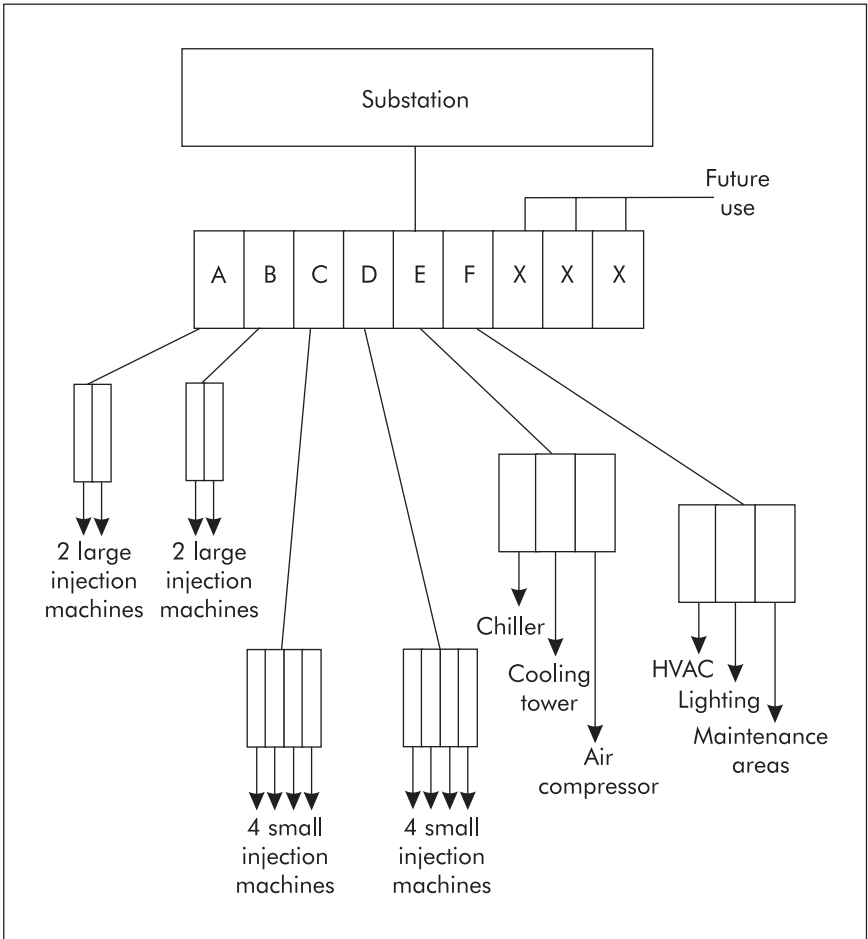 Substation
Future
use
A B C D E F X X X
2 large
injection
machines
2 large
injection
machines
Chiller
Cooling
tower
Air
compressor
HVAC
Lighting
Maintenance
areas
4 small
injection
machines
4 small
injection
machines